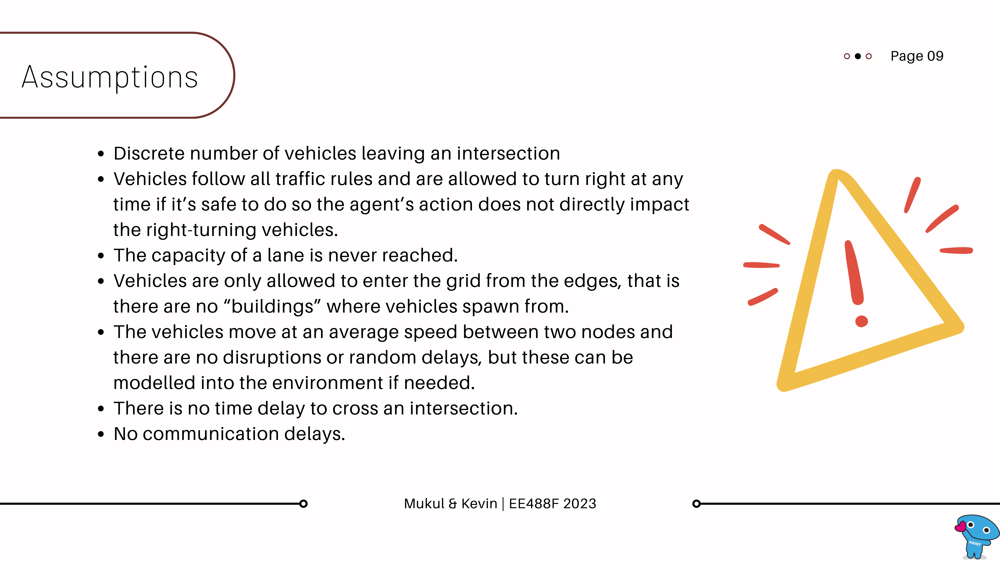 Assumptions
Page 09
• Discrete number of vehicles leaving an intersection
• Vehicles follow all traffic rules and are allowed to turn right at any
time if it’s safe to do so the agent’s action does not directly impact
the right-turning vehicles.
• The capacity of a lane is never reached.
• Vehicles are only allowed to enter the grid from the edges, that is
there are no “buildings” where vehicles spawn from.
• The vehicles move at an average speed between two nodes and
there are no disruptions or random delays, but these can be
modelled into the environment if needed.
• There is no time delay to cross an intersection.
• No communication delays.
Mukul & Kevin | EE488F 2023
KAIST